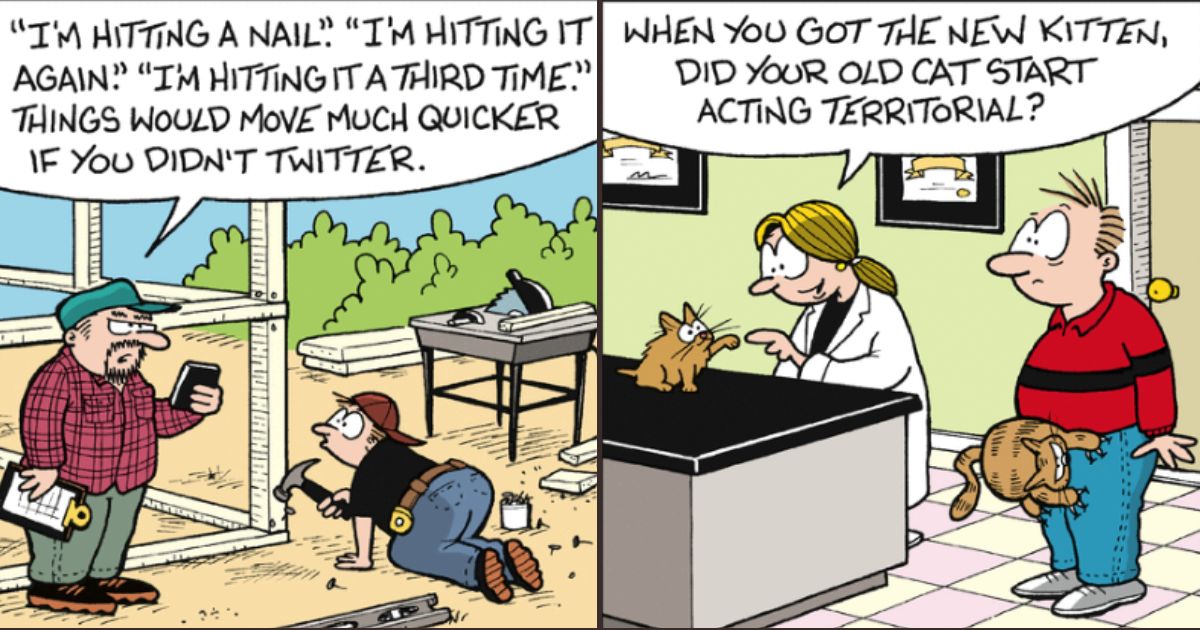 "I'M HITTING A NAIL." "I'M HITTING IT
AGAIN." "I'M HITTING IT A THIRD TIME."
THINGS WOULD MOVE MUCH QUICKER
IF YOU DIDN'T TWITTER.
WHEN YOU GOT THE NEW KITTEN,
DID YOUR OLD CAT START
ACTING TERRITORIAL?